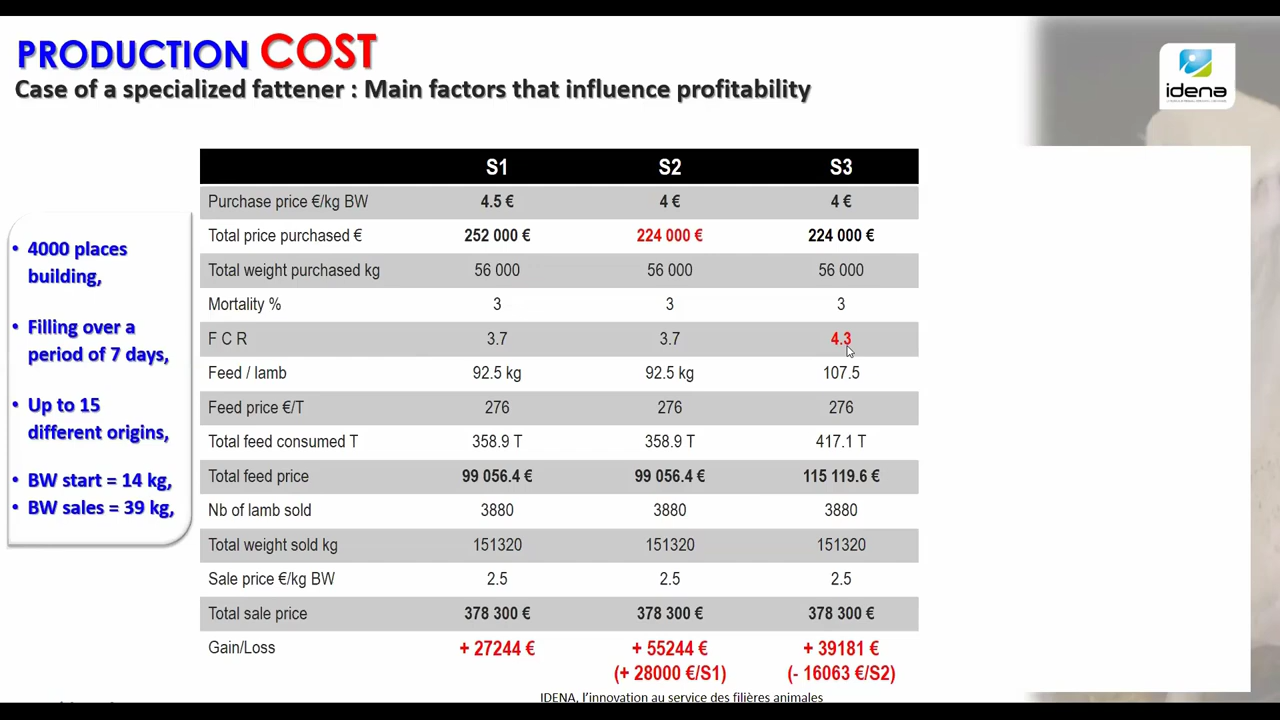 PRODUCTION COST
Case of a specialized fattener : Main factors that influence profitability
idena
• 4000 places
building,
• Filling over a
period of 7 days,
• Up to 15
different origins,
• BW start = 14 kg,
• BW sales = 39 kg,
S1 S2 S3
Purchase price €/kg BW 4.5 € 4 € 4 €
Total price purchased € 252 000 € 224 000 € 224 000 €
Total weight purchased kg 56 000 56 000 56 000
Mortality % 3 3 3
F C R 3.7 3.7 4.3
Feed / lamb 92.5 kg 92.5 kg 107.5
Feed price €/T 276 276 276
Total feed consumed T 358.9 T 358.9 T 417.1 T
Total feed price 99 056.4 € 99 056.4 € 115 119.6 €
Nb of lamb sold 3880 3880 3880
Total weight sold kg 151320 151320 151320
Sale price €/kg BW 2.5 2.5 2.5
Total sale price 378 300 € 378 300 € 378 300 €
Gain/Loss + 27244 € + 55244 € + 39181 €
(+ 28000 €/S1) (- 16063 €/S2)
IDENA, l’innovation au service des filières animales